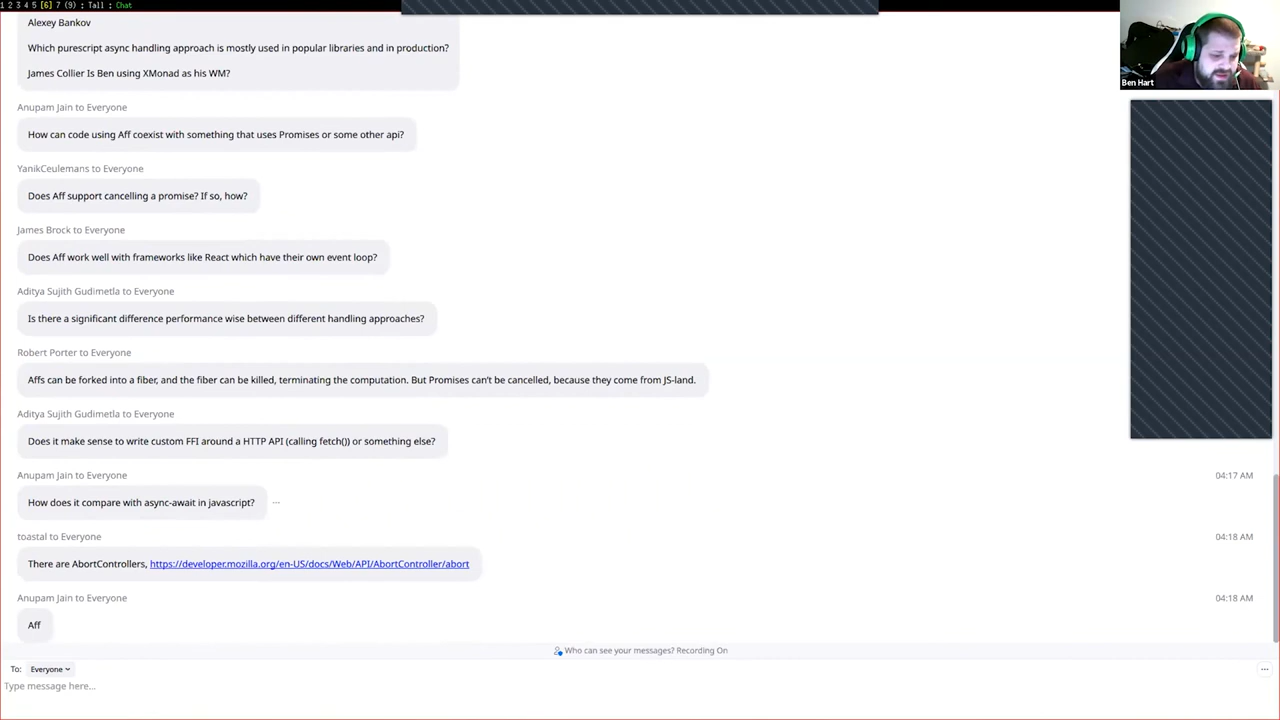 1 2 3 4 5 [6] 7 (9) : Tall : Chat
Alexey Bankov
Which purescript async handling approach is mostly used in popular libraries and in production?
James Collier Is Ben using XMonad as his WM?
Ben Hart
Anupam Jain to Everyone
How can code using Aff coexist with something that uses Promises or some other api?
YanikCeulemans to Everyone
Does Aff support cancelling a promise? If so, how?
James Brock to Everyone
Does Aff work well with frameworks like React which have their own event loop?
Aditya Sujith Gudimetla to Everyone
Is there a significant difference performance wise between different handling approaches?
Robert Porter to Everyone
Affs can be forked into a fiber, and the fiber can be killed, terminating the computation. But Promises can't be cancelled, because they come from JS-land.
Aditya Sujith Gudimetla to Everyone
Does it make sense to write custom FFI around a HTTP API (calling fetch()) or something else?
Anupam Jain to Everyone 04:17 AM
How does it compare with async-await in javascript? ...
toastal to Everyone 04:18 AM
There are AbortControllers, https://developer.mozilla.org/en-US/docs/Web/API/AbortController/abort
Anupam Jain to Everyone 04:18 AM
Aff
Who can see your messages? Recording On
To: Everyone
Type message here...